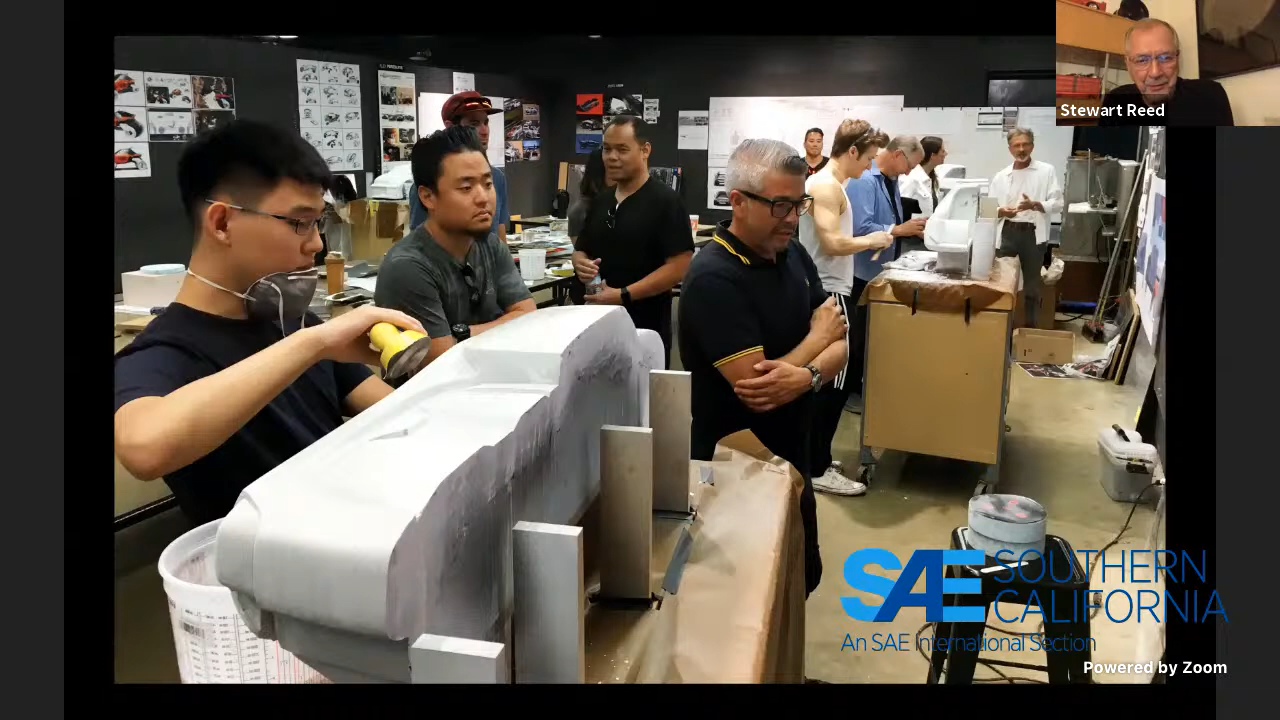 Stewart Reed
SAE SOUTHERN
CALIFORNIA
An SAE International Section
Powered by Zoom